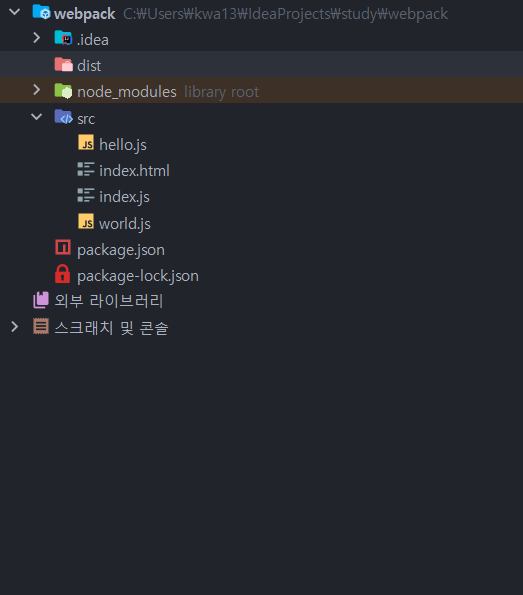 webpack C:₩Users₩kwa13₩IdeaProjects₩study₩webpack
.idea
dist
node_modules library root
src
hello.js
index.html
index.js
world.js
package.json
package-lock.json
외부 라이브러리
스크래치 및 콘솔